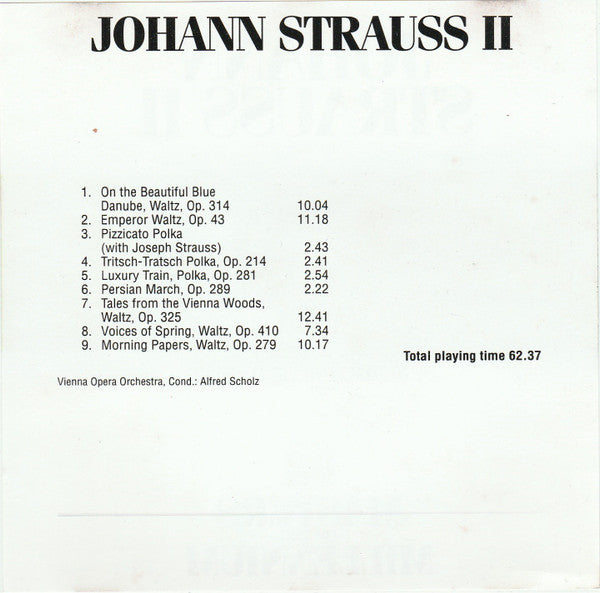 JOHANN STRAUSS II
1. On the Beautiful Blue
Danube, Waltz, Op. 314 10.04
2. Emperor Waltz, Op. 43 11.18
3. Pizzicato Polka
(with Joseph Strauss) 2.43
4. Tritsch-Tratsch Polka, Op. 214 2.41
5. Luxury Train, Polka, Op. 281 2.54
6. Persian March, Op. 289 2.22
7. Tales from the Vienna Woods,
Waltz, Op. 325 12.41
8. Voices of Spring, Waltz, Op. 410 7.34
9. Morning Papers, Waltz, Op. 279 10.17
Total playing time 62.37
Vienna Opera Orchestra, Cond.: Alfred Scholz